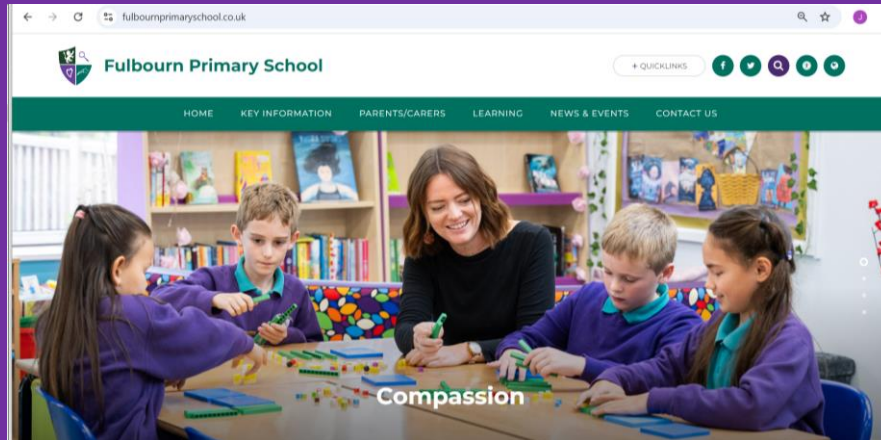 fulbournprimaryschool.co.uk
J
Fulbourn Primary School
+ QUICKLINKS
HOME KEY INFORMATION PARENTS/CARERS LEARNING NEWS & EVENTS CONTACT US
Compassion